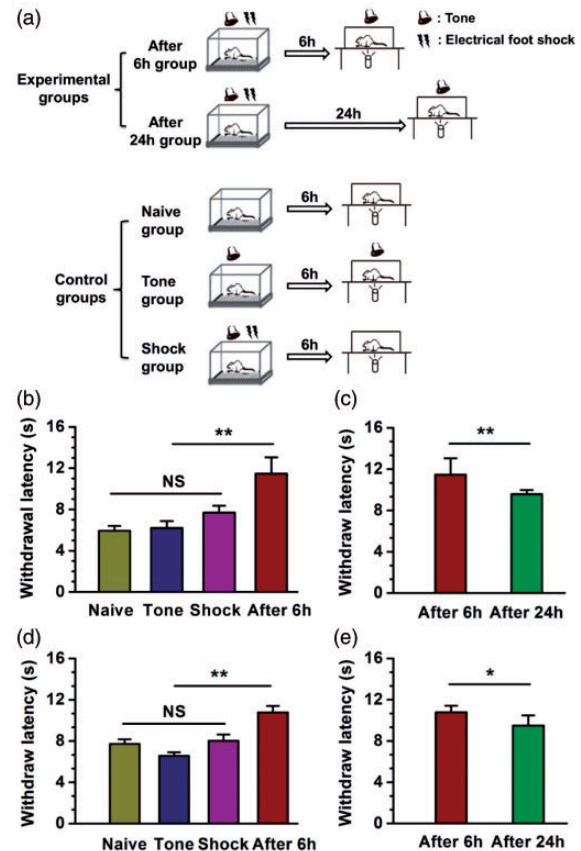 (a)
: Tone
: Electrical foot shock
Experimental
groups
After
6h group
6h
After
24h group
24h
Control
groups
Naive
group
6h
Tone
group
6h
Shock
group
6h
(b)
Withdrawal latency (s)
16
12
8
4
0
NS
**
Naive Tone Shock After 6h
(c)
Withdraw latency (s)
16
12
8
4
0
**
After 6h After 24h
(d)
Withdraw latency (s)
16
12
8
4
0
NS
**
Naive Tone Shock After 6h
(e)
Withdraw latency (s)
16
12
8
4
0
*
After 6h After 24h